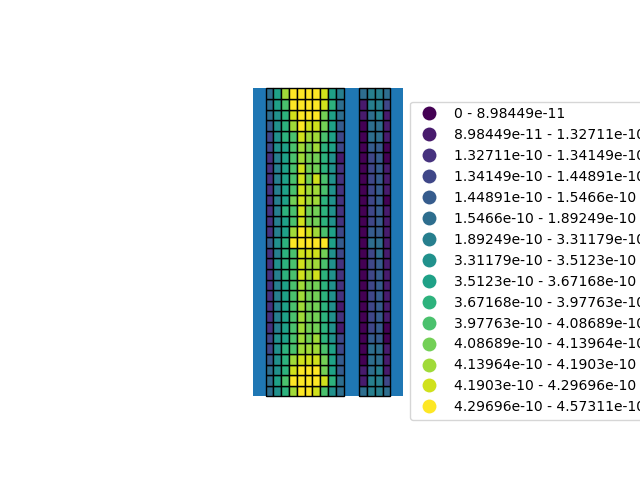 0 - 8.98449e-11
8.98449e-11 - 1.32711e-10
1.32711e-10 - 1.34149e-10
1.34149e-10 - 1.44891e-10
1.44891e-10 - 1.5466e-10
1.5466e-10 - 1.89249e-10
1.89249e-10 - 3.31179e-10
3.31179e-10 - 3.5123e-10
3.5123e-10 - 3.67168e-10
3.67168e-10 - 3.97763e-10
3.97763e-10 - 4.08689e-10
4.08689e-10 - 4.13964e-10
4.13964e-10 - 4.1903e-10
4.1903e-10 - 4.29696e-10
4.29696e-10 - 4.57311e-10